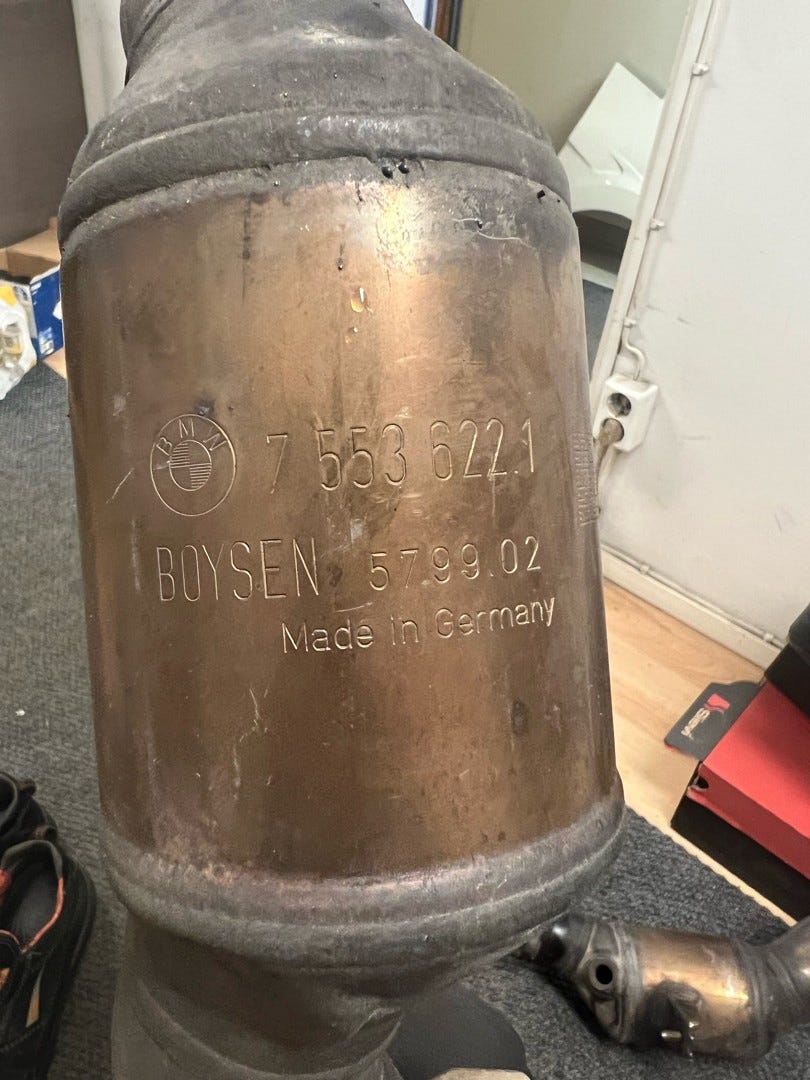 BMW 7 553 622.1
BOYSEN 5799.02
Made in Germany